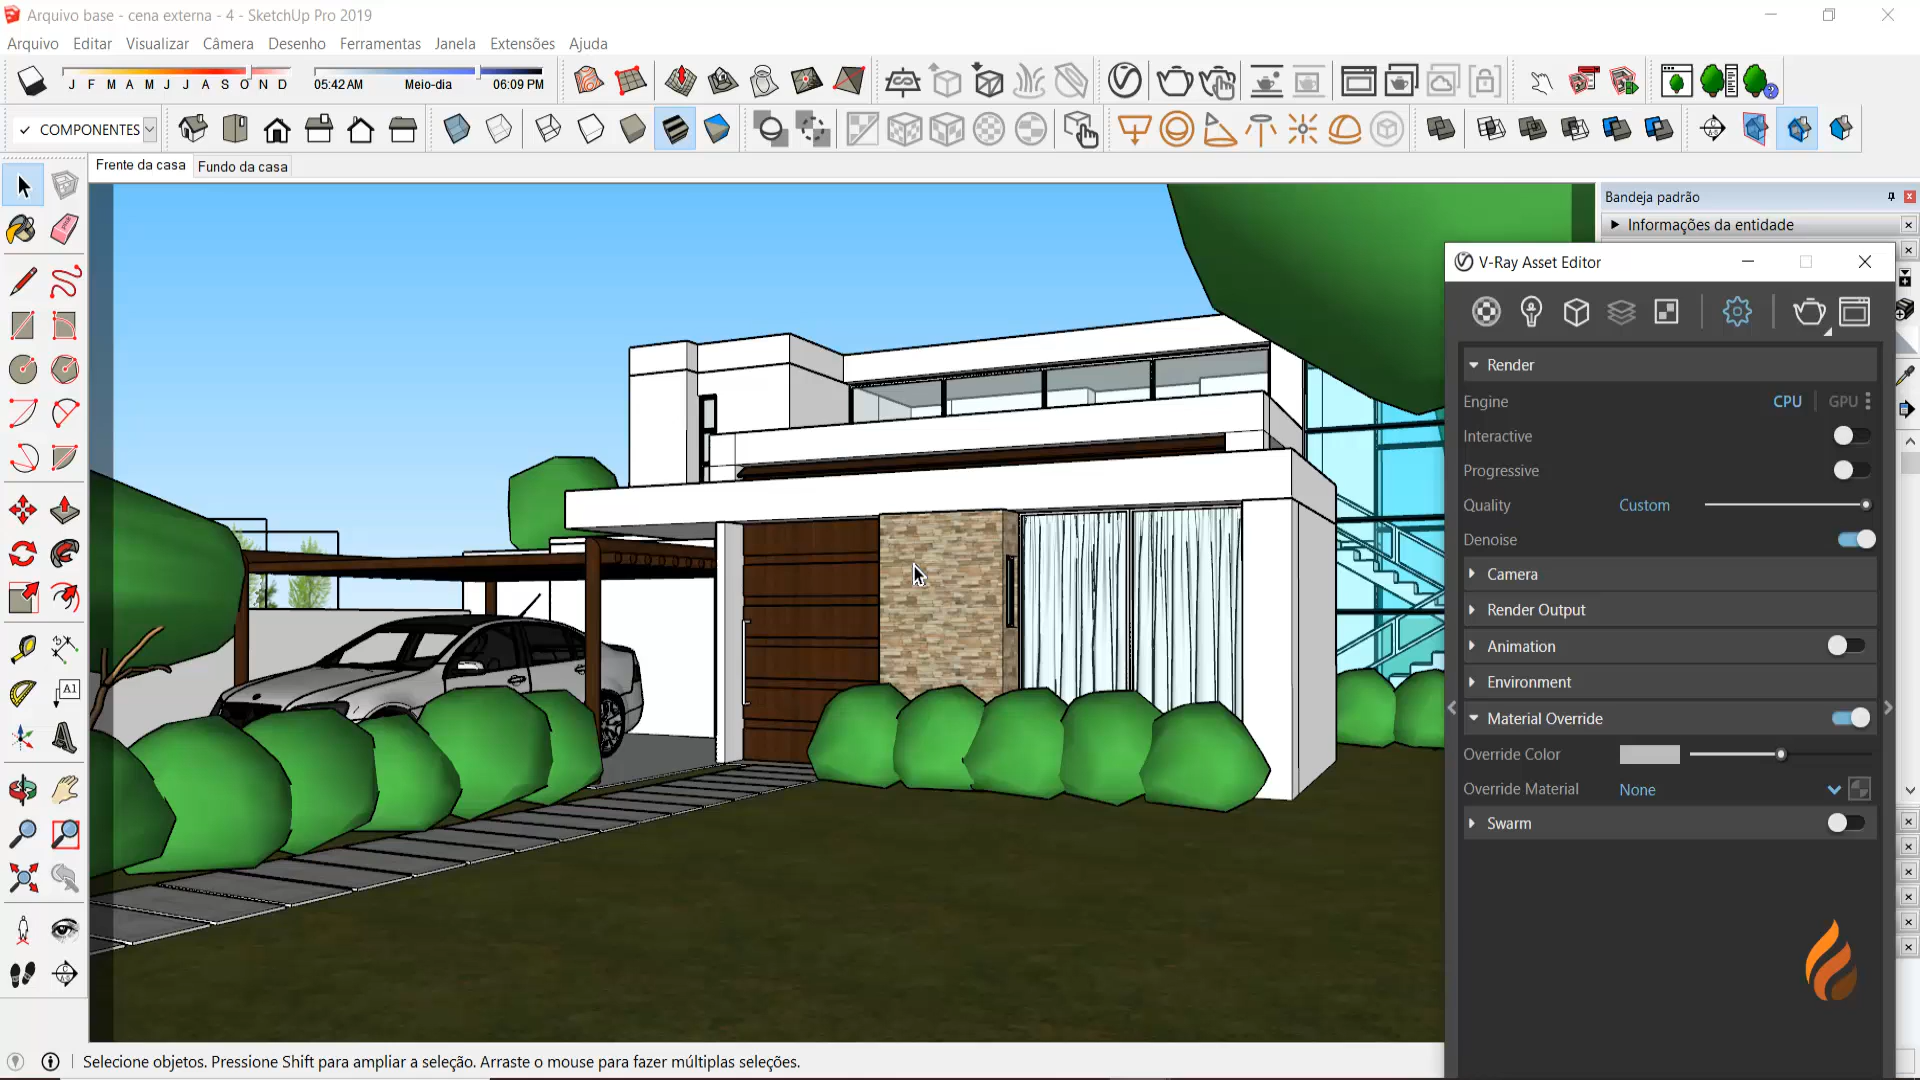 Arquivo base - cena externa - 4 - SketchUp Pro 2019
Arquivo Editar Visualizar Câmera Desenho Ferramentas Janela Extensões Ajuda
J F M A M J J A S O N D
05:42 AM Meio-dia 06:09 PM
COMPONENTES
Frente da casa
Fundo da casa
Bandeja padrão
Informações da entidade
V-Ray Asset Editor
Render
Engine CPU GPU
Interactive
Progressive
Quality Custom
Denoise
Camera
Render Output
Animation
Environment
Material Override
Override Color
Override Material None
Swarm
A1
Selecione objetos. Pressione Shift para ampliar a seleção. Arraste o mouse para fazer múltiplas seleções.